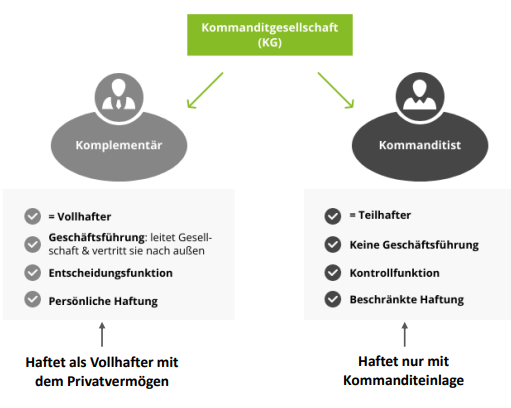 Kommanditgesellschaft
(KG)
Komplementär
Kommanditist
= Vollhafter
Geschäftsführung: leitet Gesell-
schaft & vertritt sie nach außen
Entscheidungsfunktion
Persönliche Haftung
= Teilhafter
Keine Geschäftsführung
Kontrollfunktion
Beschränkte Haftung
Haftet als Vollhafter mit
dem Privatvermögen
Haftet nur mit
Kommanditeinlage